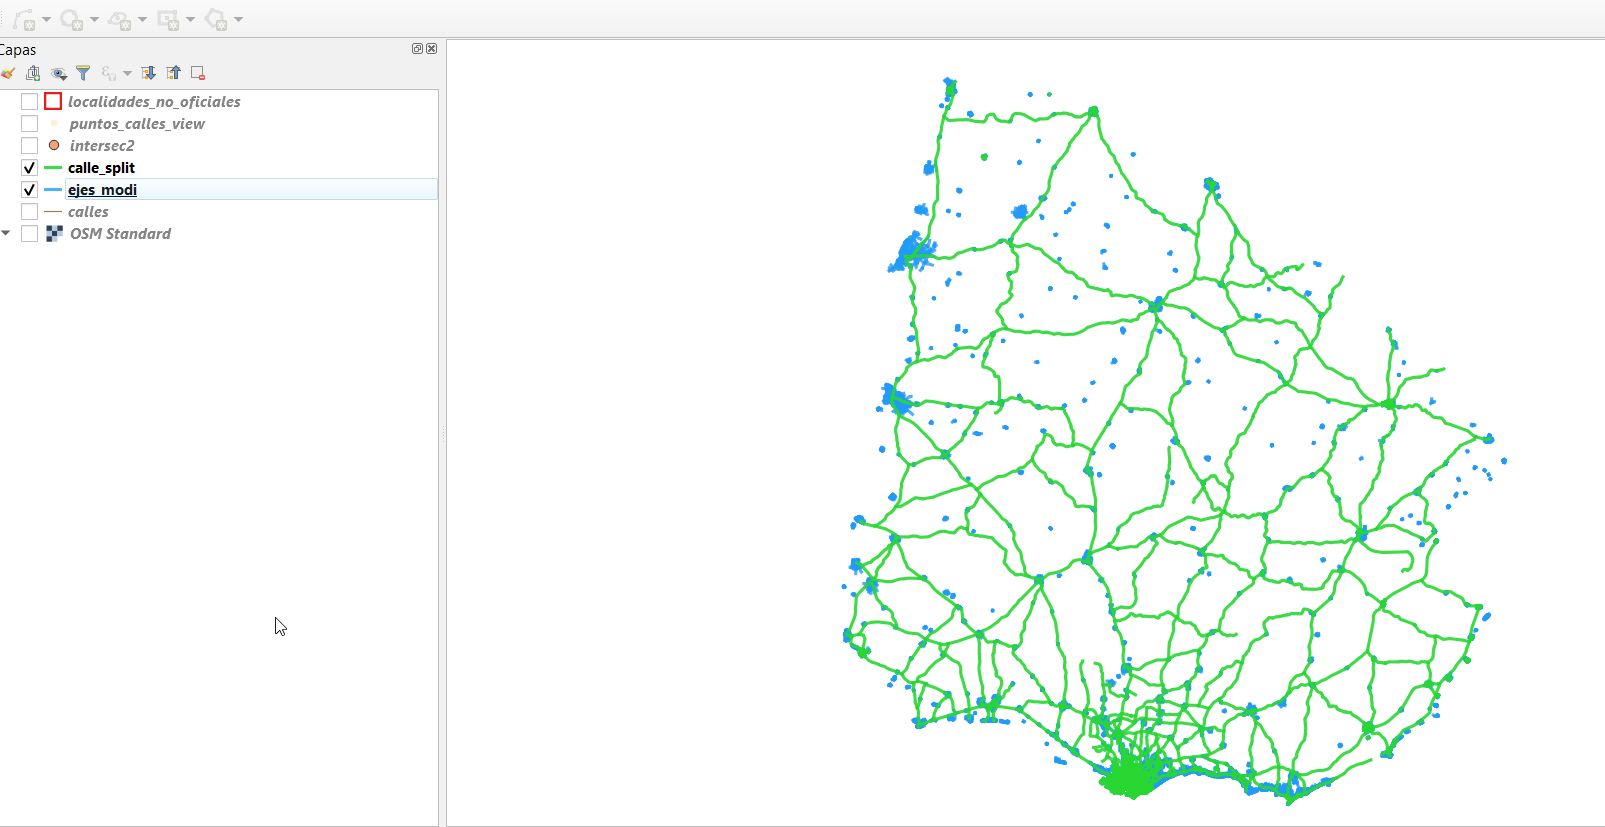 Capas
localidades_no_oficiales
puntos_calles_view
intersec2
calle_split
ejes_modi
calles
OSM Standard